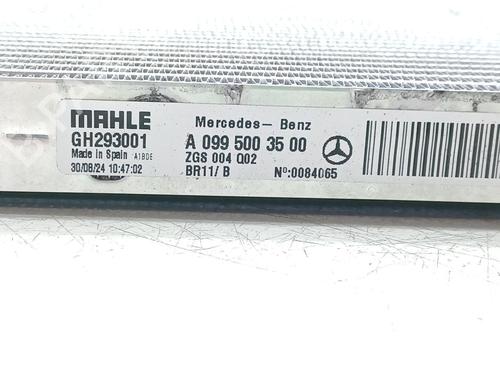 MAHLE
GH293001
Made in Spain A1BDE
30/08/24 10:47:02
Mercedes-Benz
A 099 500 35 00
ZGS 004 Q02
BR11/ B Nº:0084065